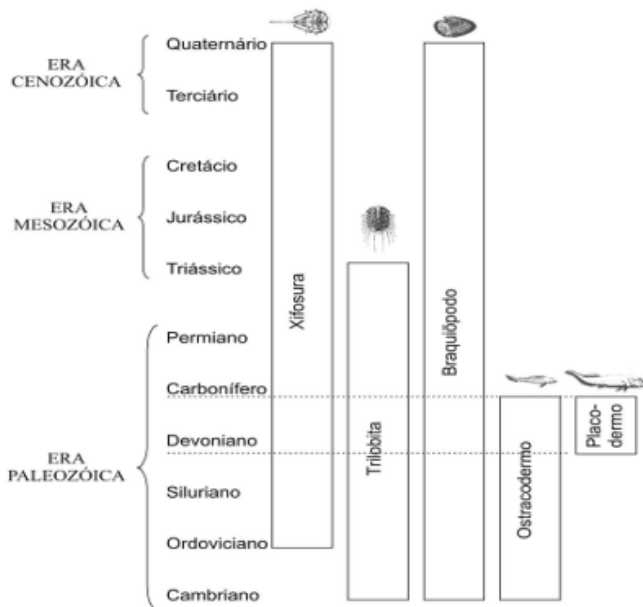 ERA
CENOZÓICA
Quaternário
Terciário
ERA
MESOZÓICA
Cretácio
Jurássico
Triássico
ERA
PALEOZÓICA
Permiano
Carbonífero
Devoniano
Siluriano
Ordoviciano
Cambriano
Xifosura
Trilobita
Braquiõpodo
Ostracodermo
Placo-
dermo